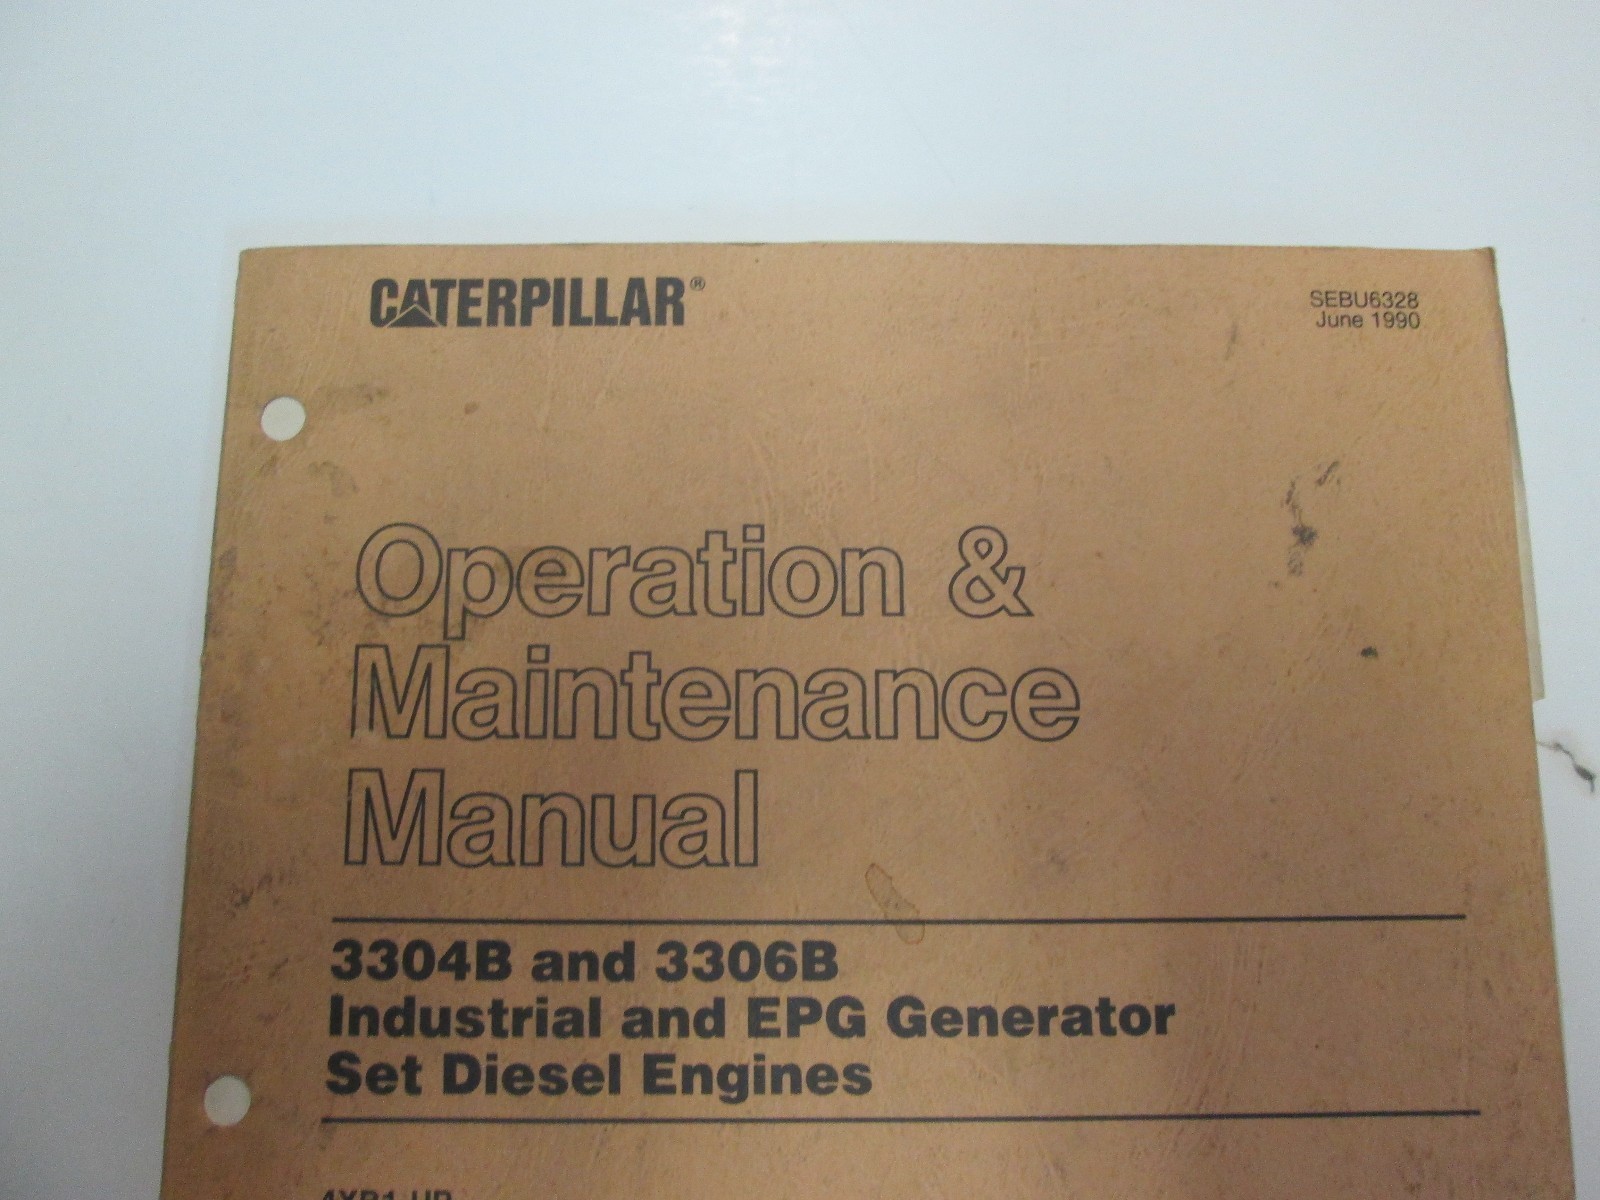 CATERPILLAR®
SEBU6328
June 1990
Operation &
Maintenance
Manual
3304B and 3306B
Industrial and EPG Generator
Set Diesel Engines